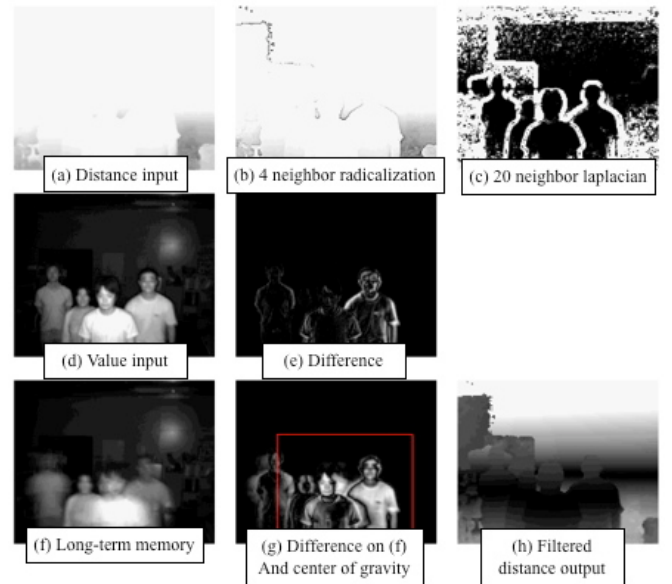 (a) Distance input
(b) 4 neighbor radicalization
(c) 20 neighbor laplacian
(d) Value input
(e) Difference
(f) Long-term memory
(g) Difference on (f)
And center of gravity
(h) Filtered
distance output